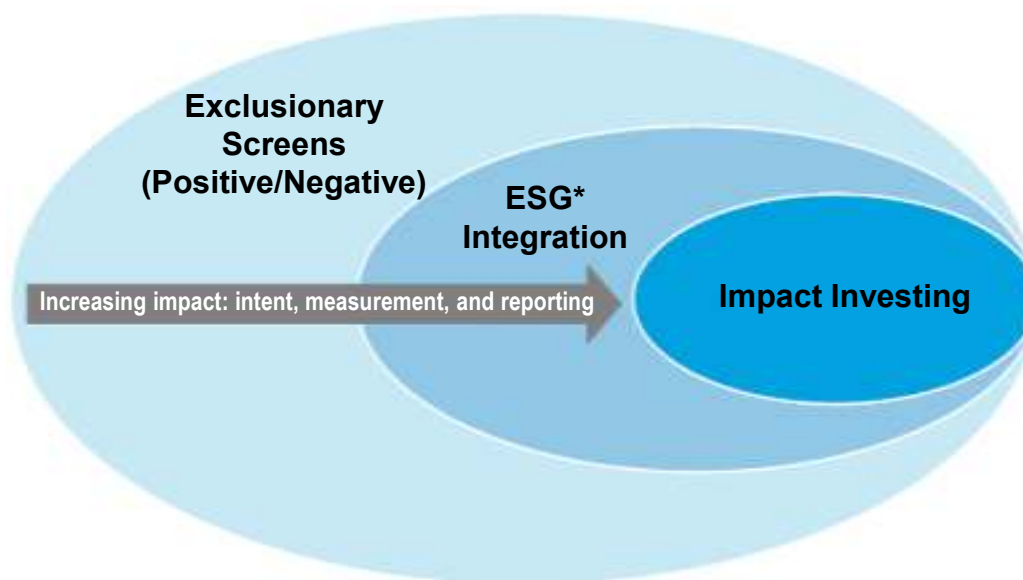 Exclusionary
Screens
(Positive/Negative)
ESG*
Integration
Increasing impact: intent, measurement, and reporting
Impact Investing